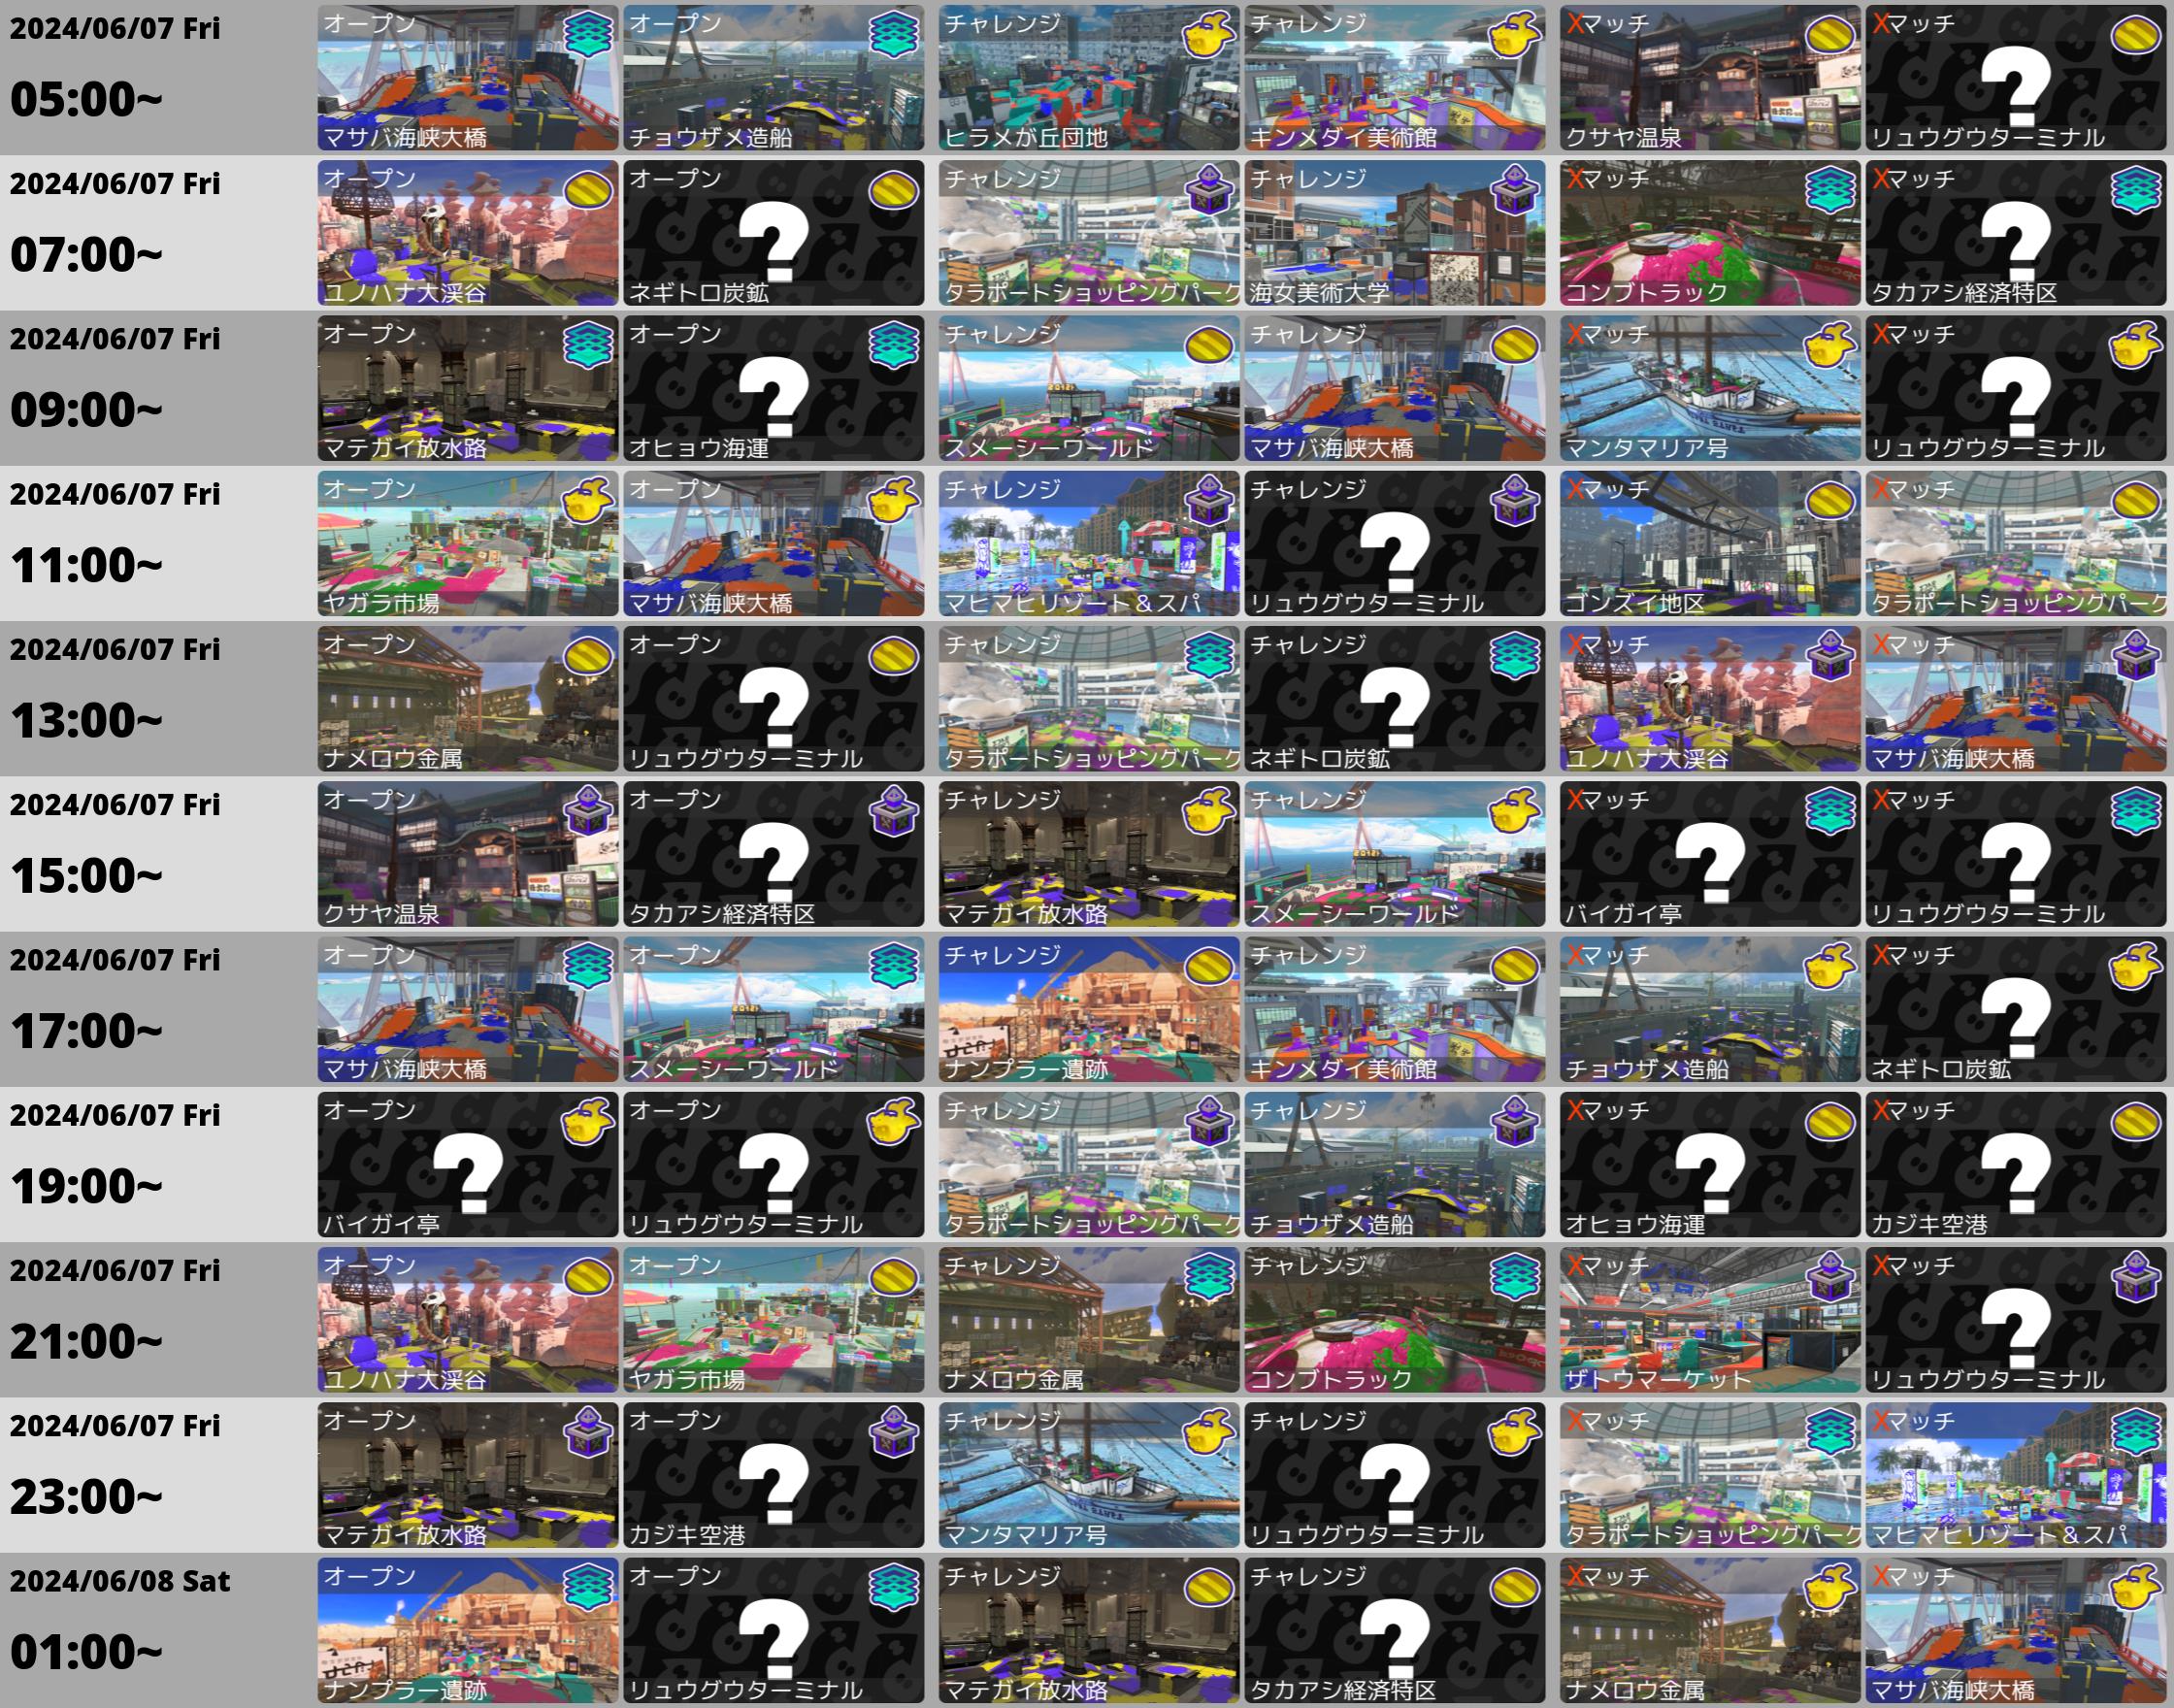 2024/06/07 Fri
05:00~
オープン オープン チャレンジ チャレンジ Xマッチ Xマッチ
マサバ海峡大橋 チョウザメ造船 ヒラメが丘団地 キンメダイ美術館 クサヤ温泉 リュウグウターミナル
2024/06/07 Fri
07:00~
オープン オープン チャレンジ チャレンジ Xマッチ Xマッチ
ユノハナ大渓谷 ネギトロ炭鉱 タラポートショッピングパーク 海女美術大学 コンブトラック タカアシ経済特区
2024/06/07 Fri
09:00~
オープン オープン チャレンジ チャレンジ Xマッチ Xマッチ
マテガイ放水路 オヒョウ海運 スメーシーワールド マサバ海峡大橋 マンタマリア号 リュウグウターミナル
2024/06/07 Fri
11:00~
オープン オープン チャレンジ チャレンジ Xマッチ Xマッチ
ヤガラ市場 マサバ海峡大橋 マヒマヒリゾート＆スパ リュウグウターミナル ゴンズイ地区 タラポートショッピングパーク
2024/06/07 Fri
13:00~
オープン オープン チャレンジ チャレンジ Xマッチ Xマッチ
ナメロウ金属 リュウグウターミナル タラポートショッピングパーク ネギトロ炭鉱 ユノハナ大渓谷 マサバ海峡大橋
2024/06/07 Fri
15:00~
オープン オープン チャレンジ チャレンジ Xマッチ Xマッチ
クサヤ温泉 タカアシ経済特区 マテガイ放水路 スメーシーワールド バイガイ亭 リュウグウターミナル
2024/06/07 Fri
17:00~
オープン オープン チャレンジ チャレンジ Xマッチ Xマッチ
マサバ海峡大橋 スメーシーワールド ナンプラー遺跡 キンメダイ美術館 チョウザメ造船 ネギトロ炭鉱
2024/06/07 Fri
19:00~
オープン オープン チャレンジ チャレンジ Xマッチ Xマッチ
バイガイ亭 リュウグウターミナル タラポートショッピングパーク チョウザメ造船 オヒョウ海運 カジキ空港
2024/06/07 Fri
21:00~
オープン オープン チャレンジ チャレンジ Xマッチ Xマッチ
ユノハナ大渓谷 ヤガラ市場 ナメロウ金属 コンブトラック ザトウマーケット リュウグウターミナル
2024/06/07 Fri
23:00~
オープン オープン チャレンジ チャレンジ Xマッチ Xマッチ
マテガイ放水路 カジキ空港 マンタマリア号 リュウグウターミナル タラポートショッピングパーク マヒマヒリゾート＆スパ
2024/06/08 Sat
01:00~
オープン オープン チャレンジ チャレンジ Xマッチ Xマッチ
ナンプラー遺跡 リュウグウターミナル マテガイ放水路 タカアシ経済特区 ナメロウ金属 マサバ海峡大橋